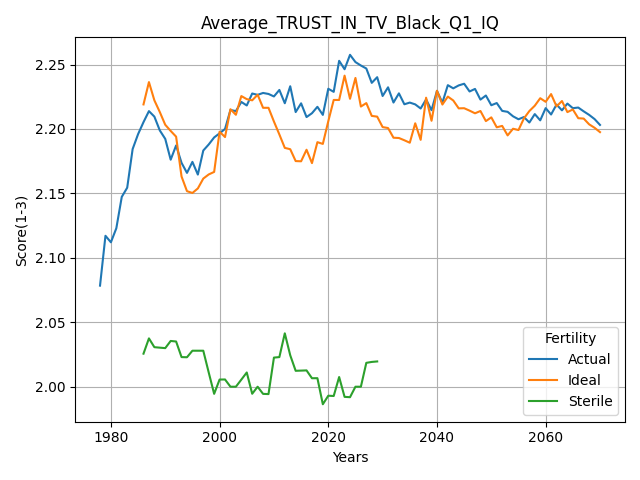 Average_TRUST_IN_TV_Black_Q1_IQ
Score(1-3)
2.25
2.20
2.15
2.10
2.05
2.00
1980
2000
2020
2040
2060
Years
Fertility
Actual
Ideal
Sterile